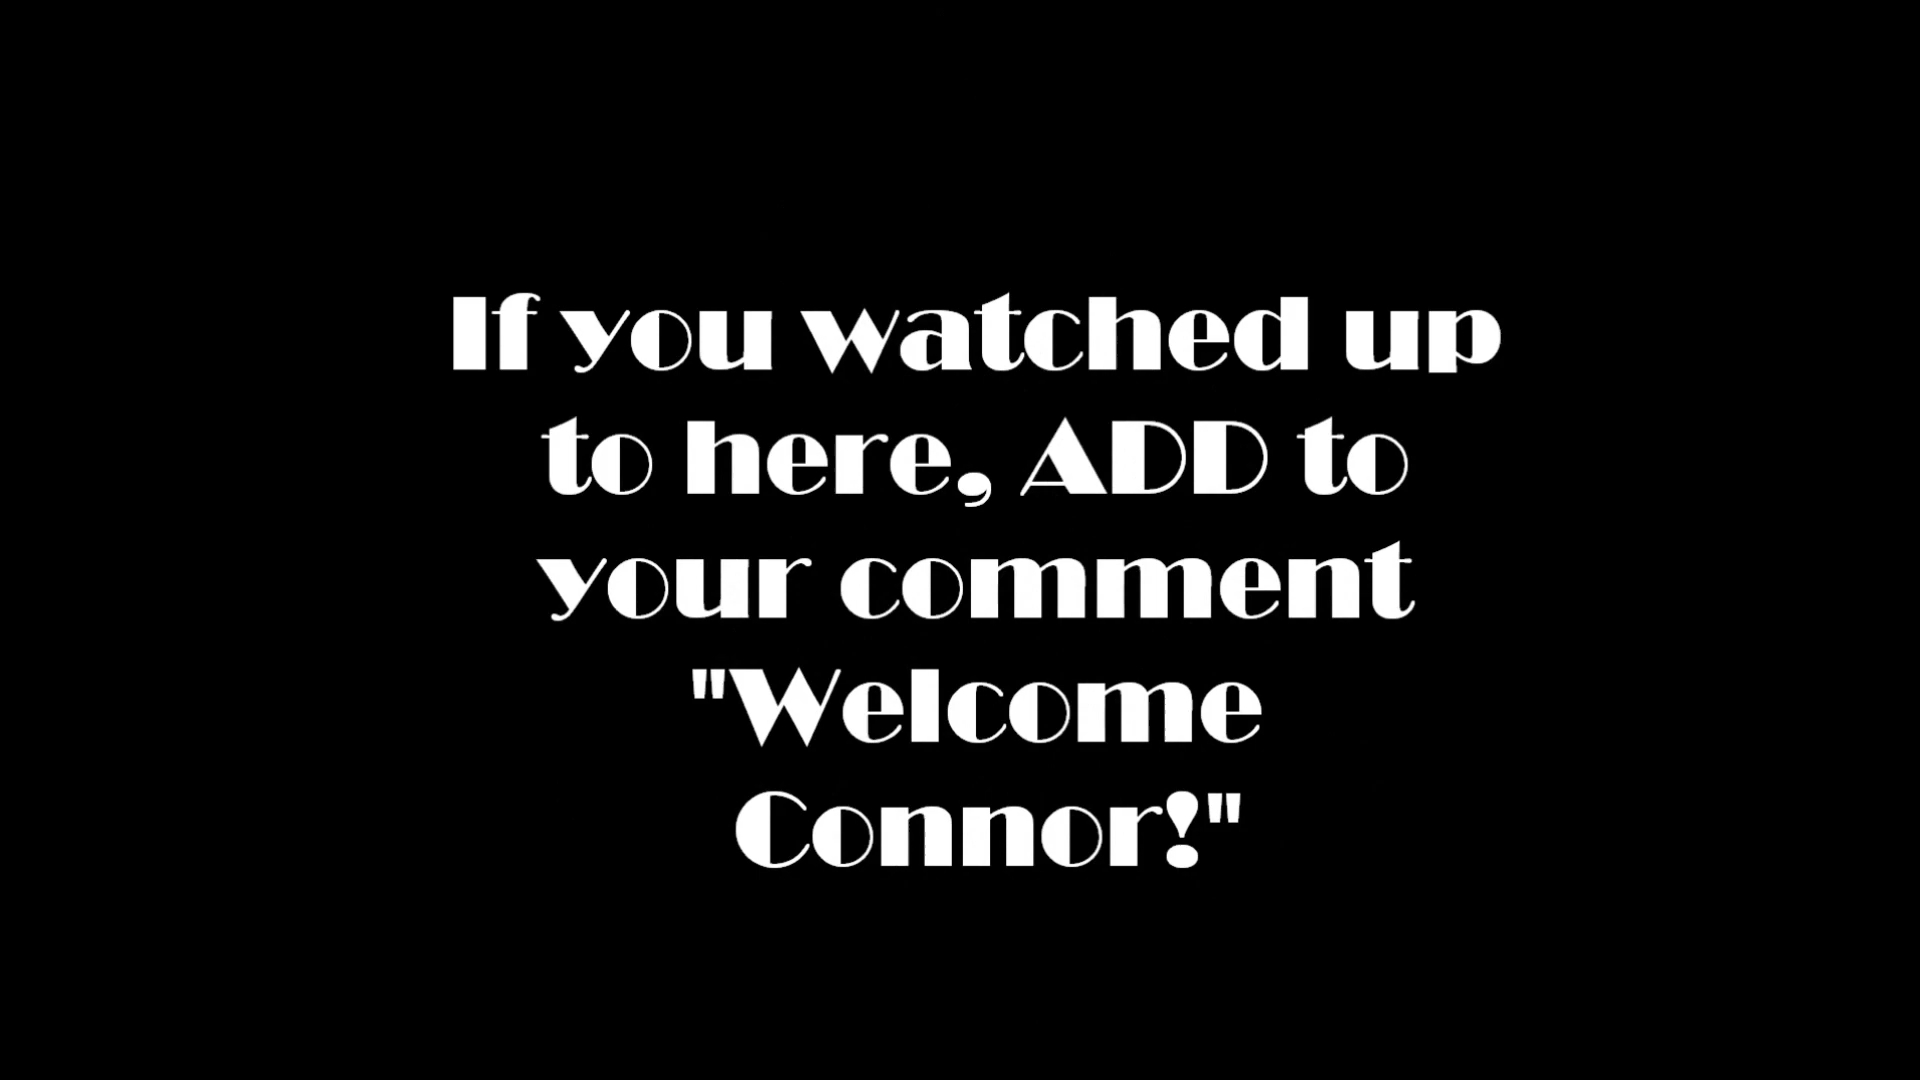 If you watched up
to here, ADD to
your comment
"Welcome
Connor!"